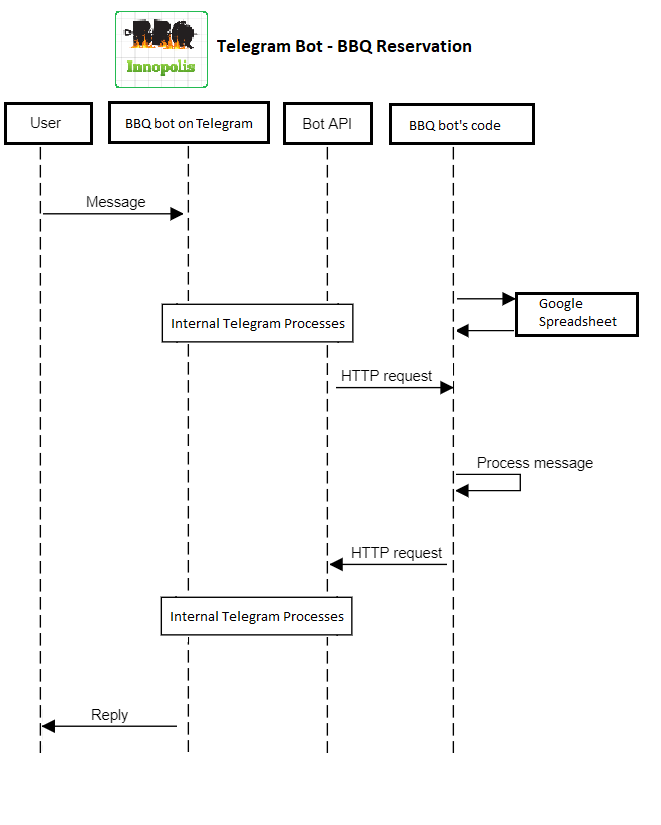 BBQ
Innopolis
Telegram Bot - BBQ Reservation
User
BBQ bot on Telegram
Bot API
BBQ bot's code
Message
Google
Spreadsheet
Internal Telegram Processes
HTTP request
Process message
HTTP request
Internal Telegram Processes
Reply